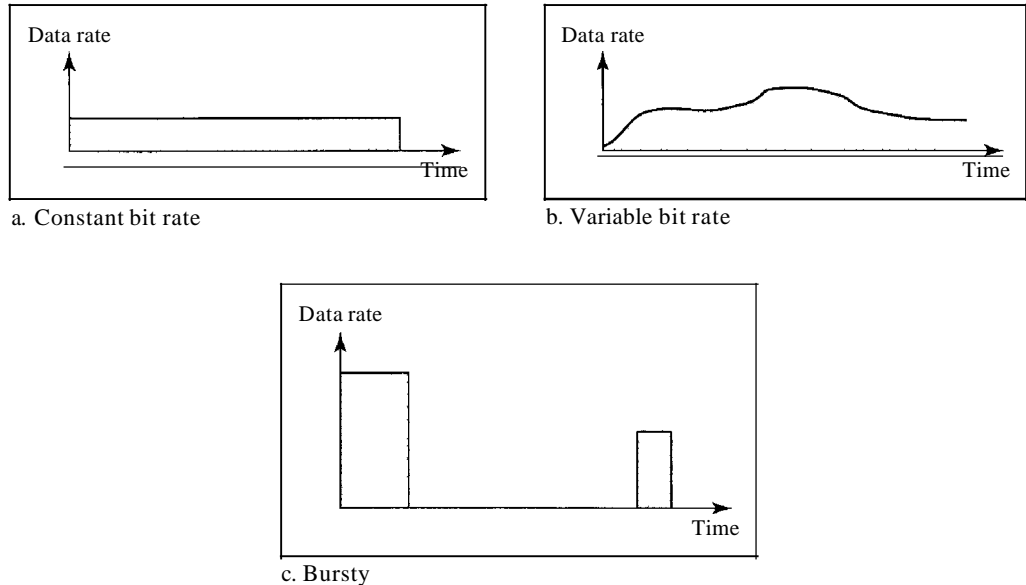 Data rate
Time
a. Constant bit rate
Data rate
Time
b. Variable bit rate
Data rate
Time
c. Bursty